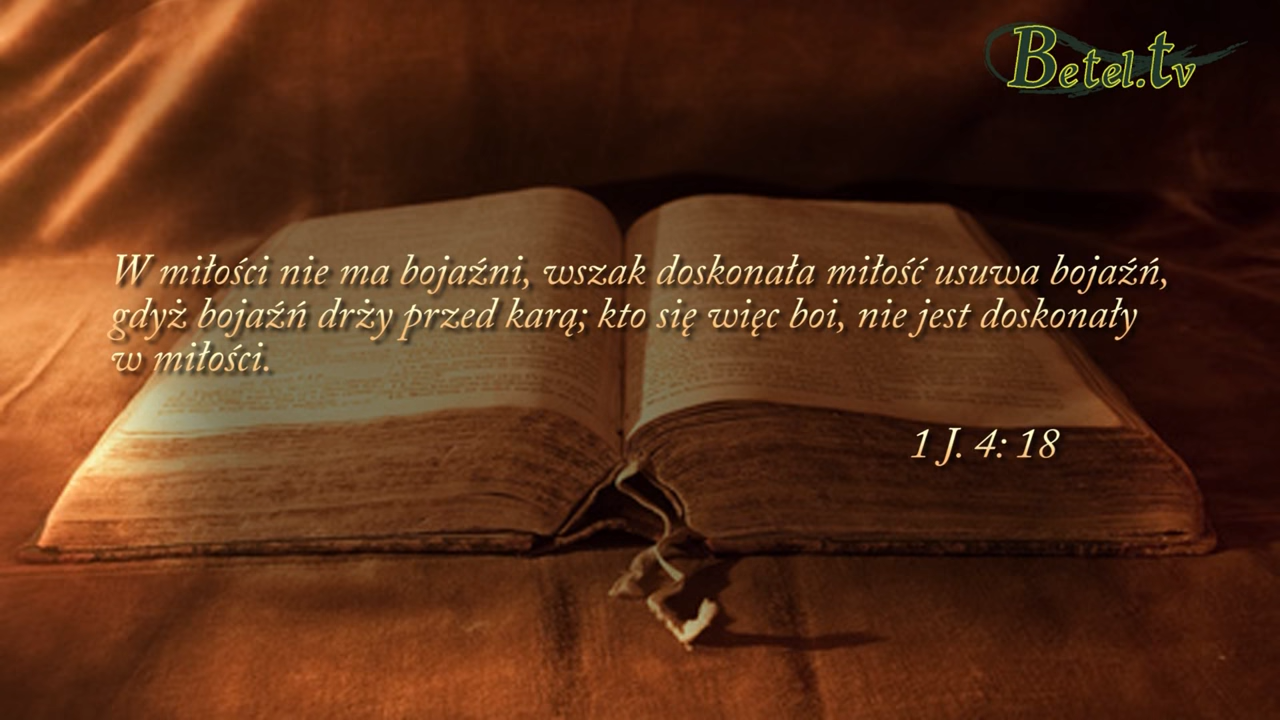 Betel.tv
W miłości nie ma bojaźni, wszak doskonała miłość usuwa bojaźń,
gdyż bojaźń drży przed karą; kto się więc boi, nie jest doskonały
w miłości.
1 J. 4: 18